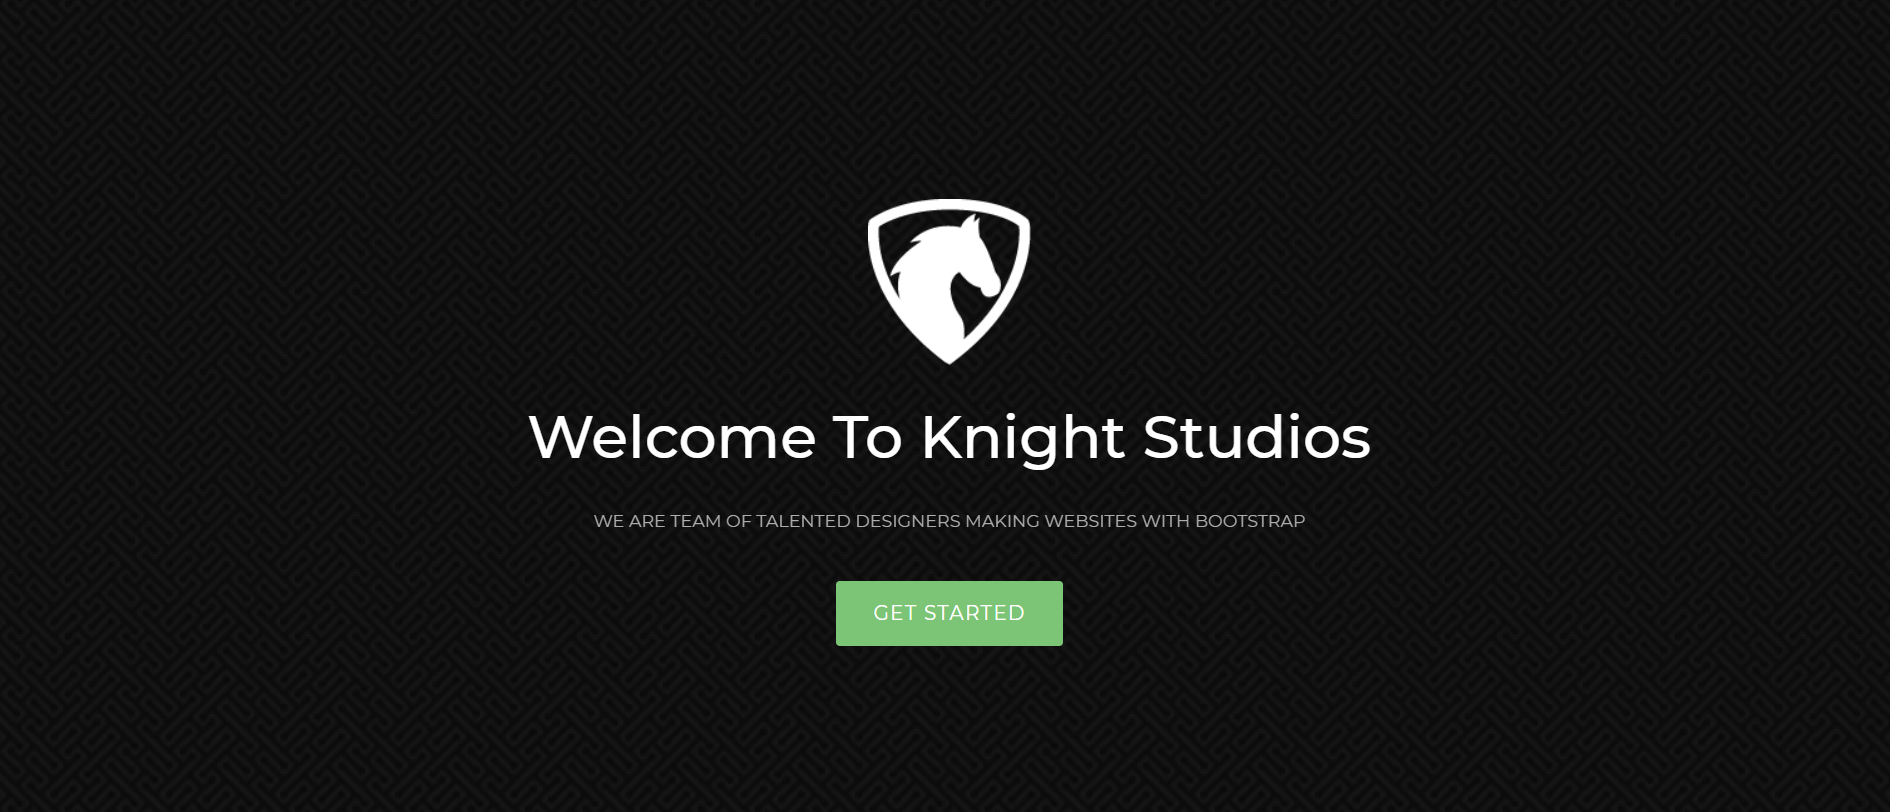 Welcome To Knight Studios
WE ARE TEAM OF TALENTED DESIGNERS MAKING WEBSITES WITH BOOTSTRAP
GET STARTED